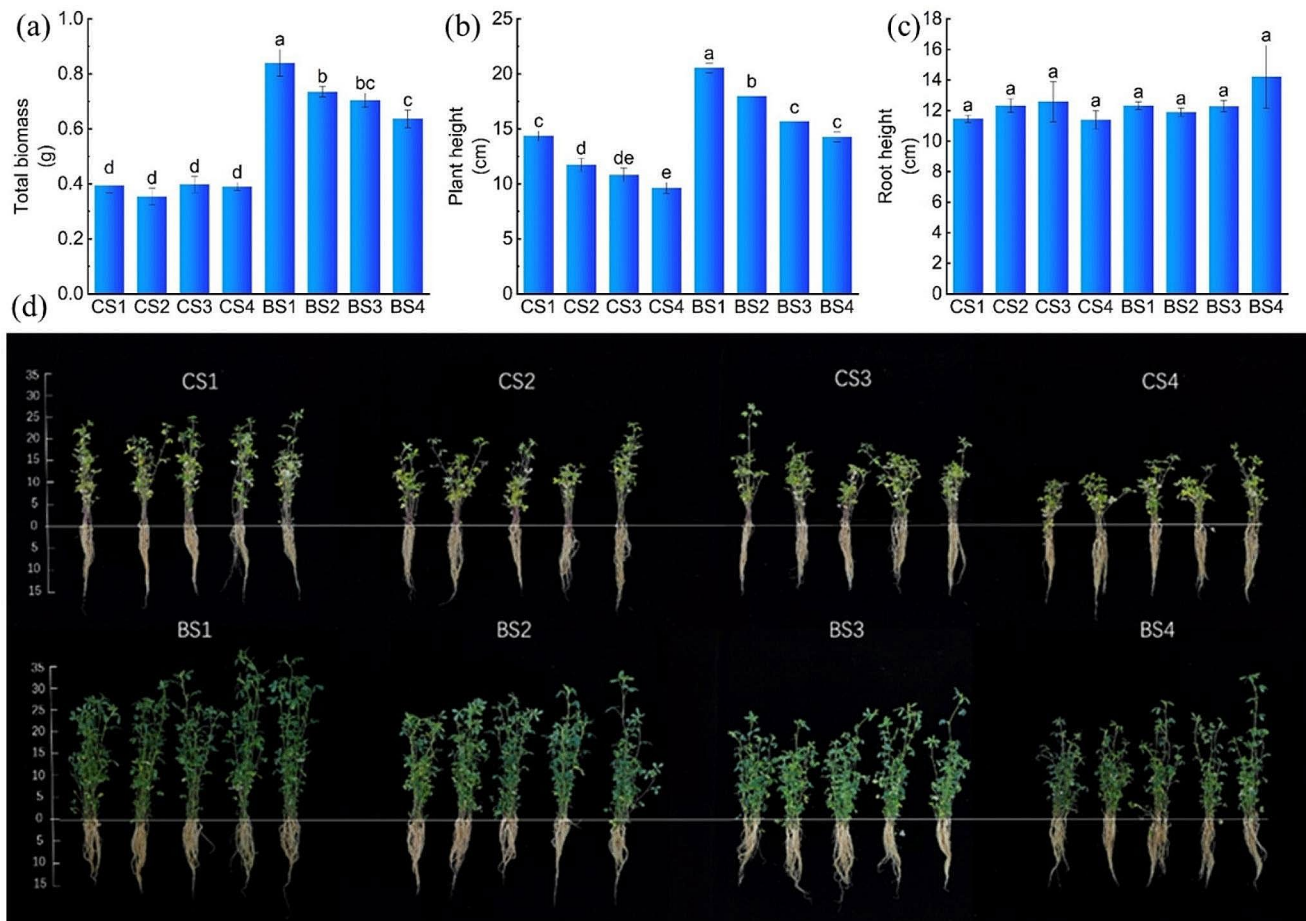 (a)
Total biomass
(g)
1.0
0.8
0.6
0.4
0.2
0.0
d
d
d
d
a
b
bc
c
CS1 CS2 CS3 CS4 BS1 BS2 BS3 BS4
(b)
Plant height
(cm)
25
20
15
10
5
0
c
d
de
e
a
b
c
c
CS1 CS2 CS3 CS4 BS1 BS2 BS3 BS4
(c)
Root height
(cm)
18
16
14
12
10
8
6
4
2
0
a
a
a
a
a
a
a
a
CS1 CS2 CS3 CS4 BS1 BS2 BS3 BS4
(d)
CS1 CS2 CS3 CS4
35
30
25
20
15
10
5
0
5
10
15
BS1 BS2 BS3 BS4
35
30
25
20
15
10
5
0
5
10
15